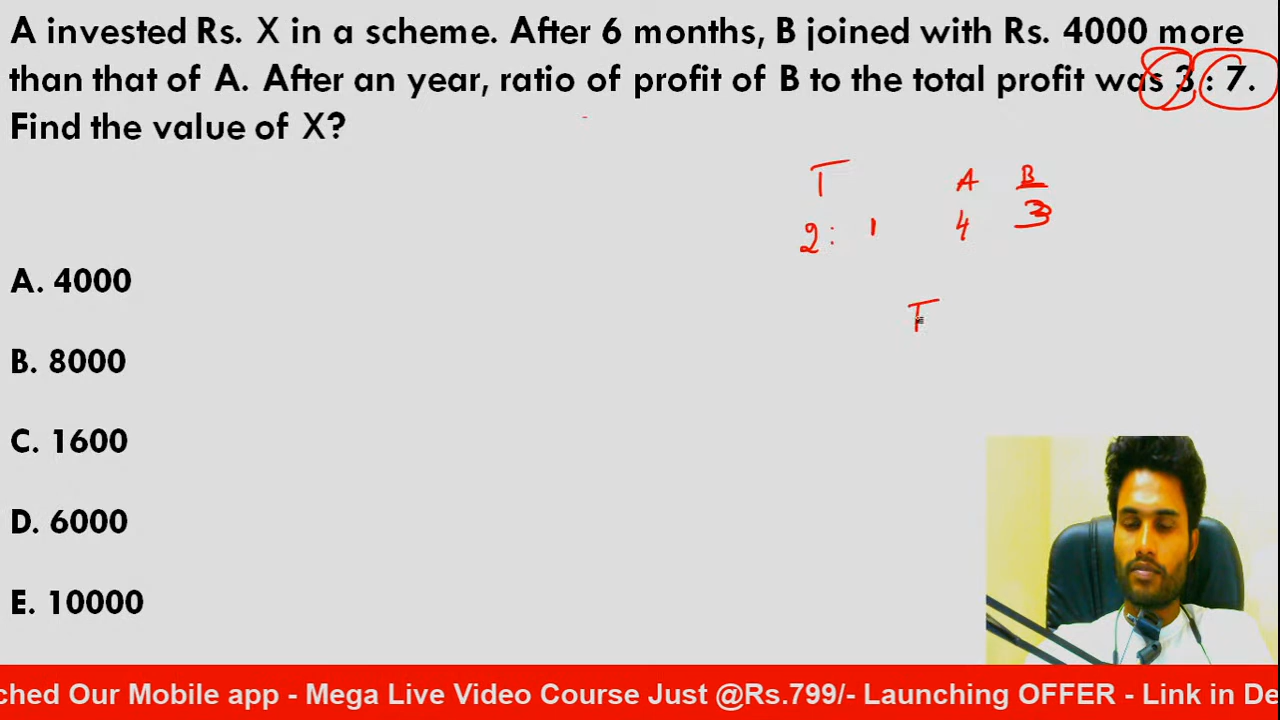 A invested Rs. X in a scheme. After 6 months, B joined with Rs. 4000 more
than that of A. After an year, ratio of profit of B to the total profit was 3 : 7.
Find the value of X?
T A B
2 : 1 4 3
T
A. 4000
B. 8000
C. 1600
D. 6000
E. 10000
ched Our Mobile app - Mega Live Video Course Just @Rs.799/- Launching OFFER - Link in De